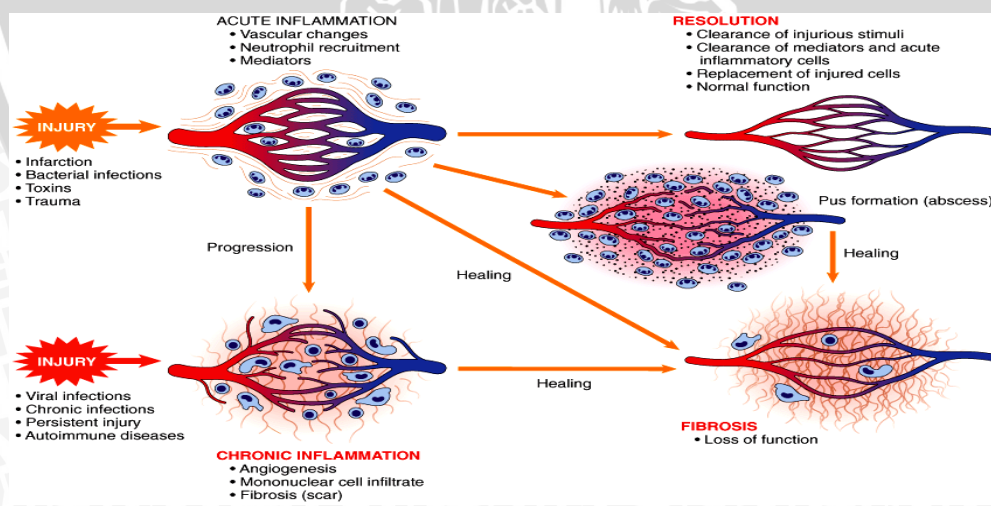 ACUTE INFLAMMATION
• Vascular changes
• Neutrophil recruitment
• Mediators
RESOLUTION
• Clearance of injurious stimuli
• Clearance of mediators and acute
inflammatory cells
• Replacement of injured cells
• Normal function
INJURY
• Infarction
• Bacterial infections
• Toxins
• Trauma
Pus formation (abscess)
Progression
Healing
Healing
INJURY
• Viral infections
• Chronic infections
• Persistent injury
• Autoimmune diseases
Healing
FIBROSIS
• Loss of function
CHRONIC INFLAMMATION
• Angiogenesis
• Mononuclear cell infiltrate
• Fibrosis (scar)